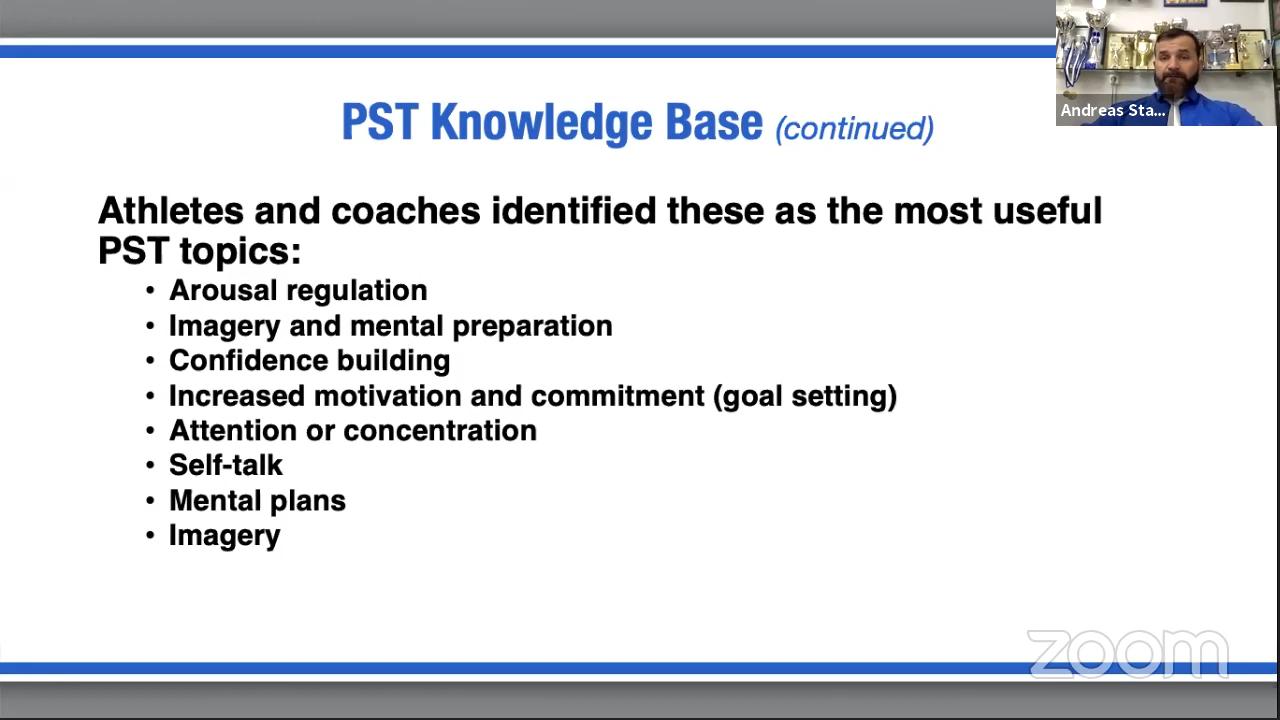 PST Knowledge Base (continued)
Andreas Sta...
Athletes and coaches identified these as the most useful
PST topics:
• Arousal regulation
• Imagery and mental preparation
• Confidence building
• Increased motivation and commitment (goal setting)
• Attention or concentration
• Self-talk
• Mental plans
• Imagery
zoom